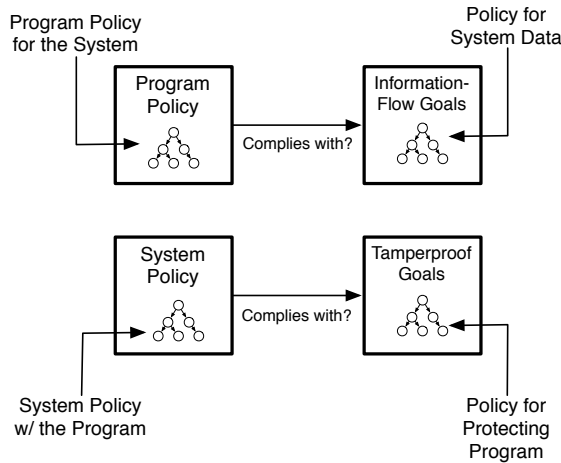 Program Policy
for the System
Policy for
System Data
Program
Policy
Complies with?
Information-
Flow Goals
System
Policy
Complies with?
Tamperproof
Goals
System Policy
w/ the Program
Policy for
Protecting
Program